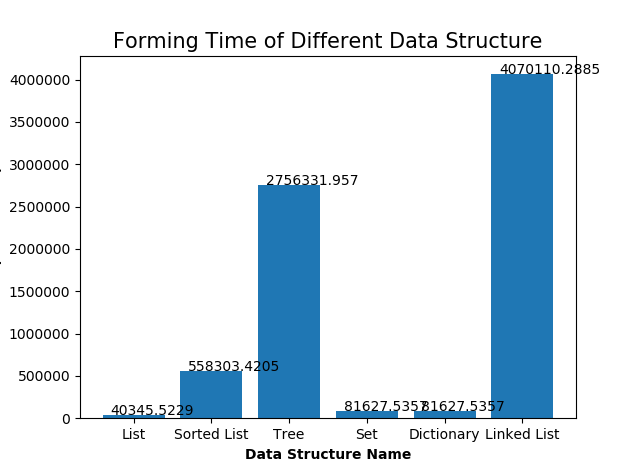 Forming Time of Different Data Structure
4000000
3500000
3000000
2500000
2000000
1500000
1000000
500000
0
40345.5229
558303.4205
2756331.957
81627.5357
81627.5357
4070110.2885
List
Sorted List
Tree
Set
Dictionary
Linked List
Data Structure Name